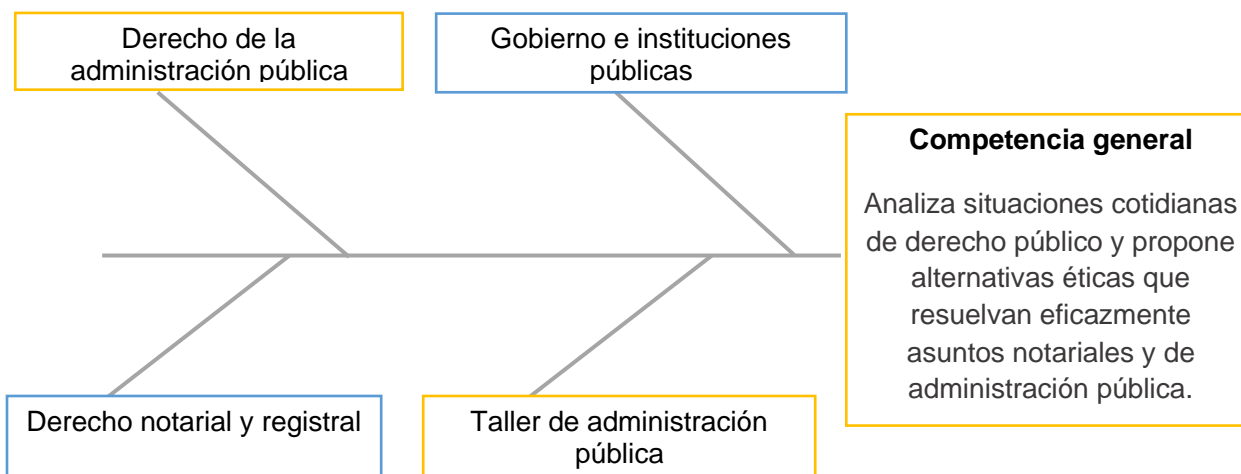 Derecho de la
administración pública
Gobierno e instituciones
públicas
Competencia general
Analiza situaciones cotidianas
de derecho público y propone
alternativas éticas que
resuelvan eficazmente
asuntos notariales y de
administración pública.
Derecho notarial y registral
Taller de administración
pública